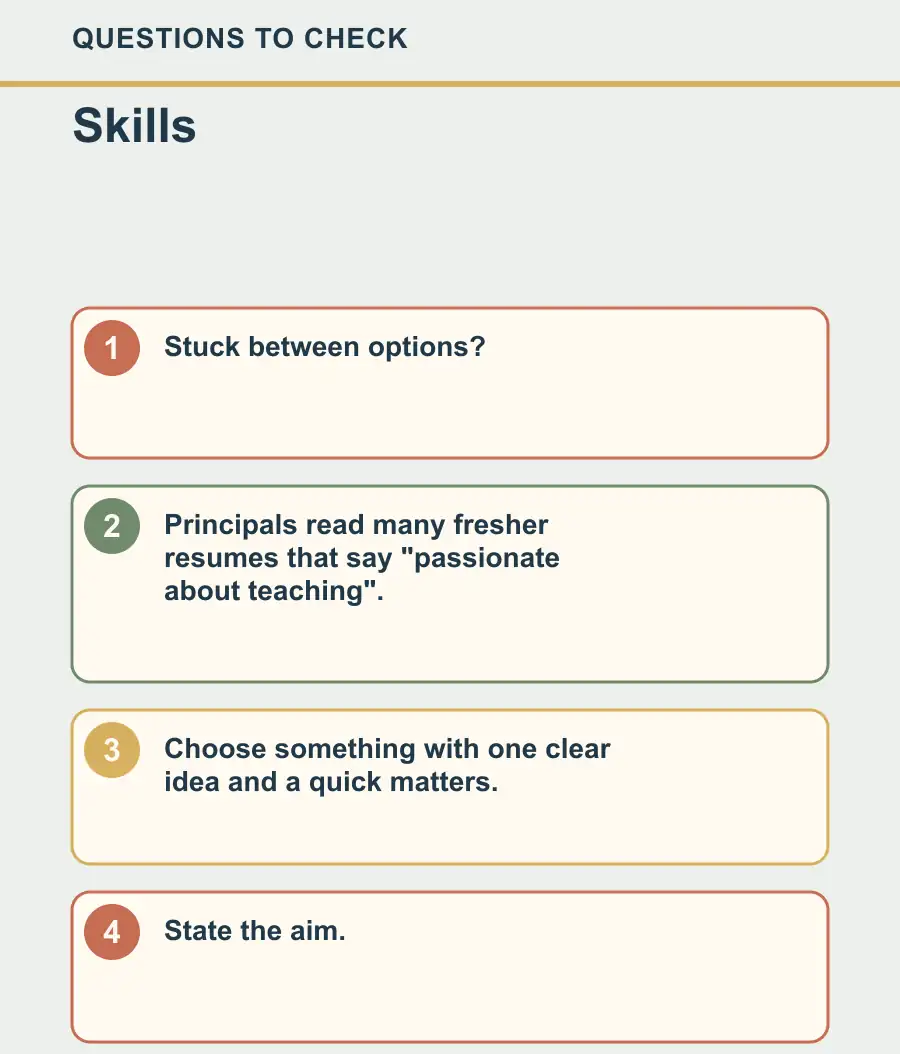 QUESTIONS TO CHECK
Skills
1
Stuck between options?
2
Principals read many fresher
resumes that say "passionate
about teaching".
3
Choose something with one clear
idea and a quick matters.
4
State the aim.